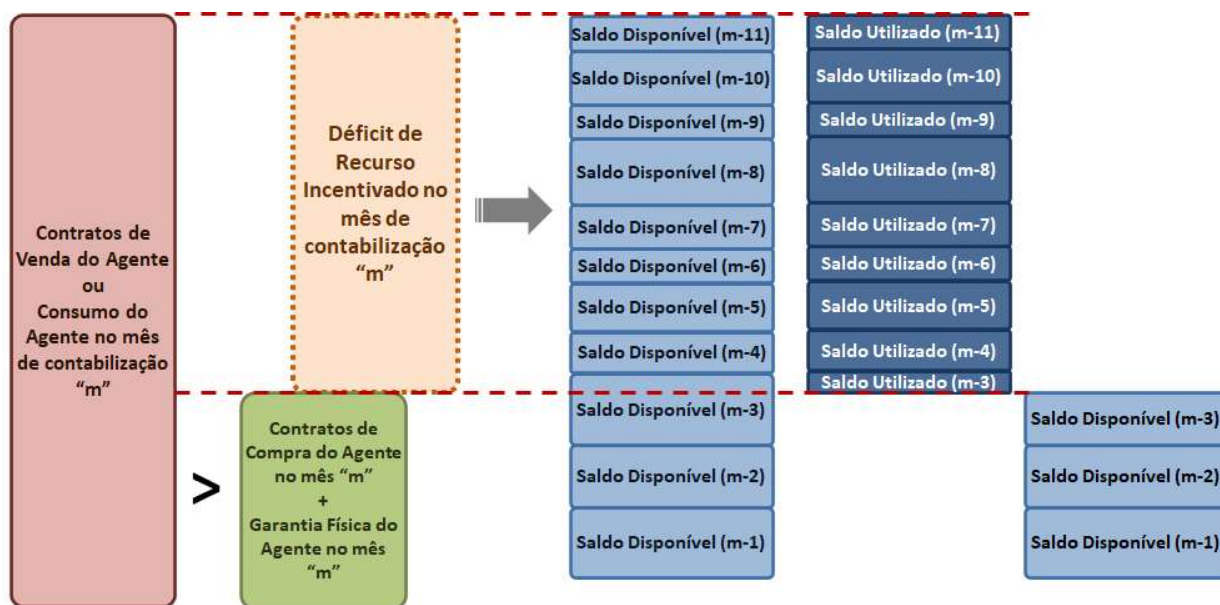 Contratos de
Venda do Agente
ou
Consumo do
Agente no mês
de contabilização
“m”
Déficit de
Recurso
Incentivado no
mês de
contabilização
“m”
>
Contratos de
Compra do Agente
no mês “m”
+
Garantia Física do
Agente no mês
“m”
Saldo Disponível (m-11)
Saldo Disponível (m-10)
Saldo Disponível (m-9)
Saldo Disponível (m-8)
Saldo Disponível (m-7)
Saldo Disponível (m-6)
Saldo Disponível (m-5)
Saldo Disponível (m-4)
Saldo Disponível (m-3)
Saldo Disponível (m-2)
Saldo Disponível (m-1)
Saldo Utilizado (m-11)
Saldo Utilizado (m-10)
Saldo Utilizado (m-9)
Saldo Utilizado (m-8)
Saldo Utilizado (m-7)
Saldo Utilizado (m-6)
Saldo Utilizado (m-5)
Saldo Utilizado (m-4)
Saldo Utilizado (m-3)
Saldo Disponível (m-3)
Saldo Disponível (m-2)
Saldo Disponível (m-1)